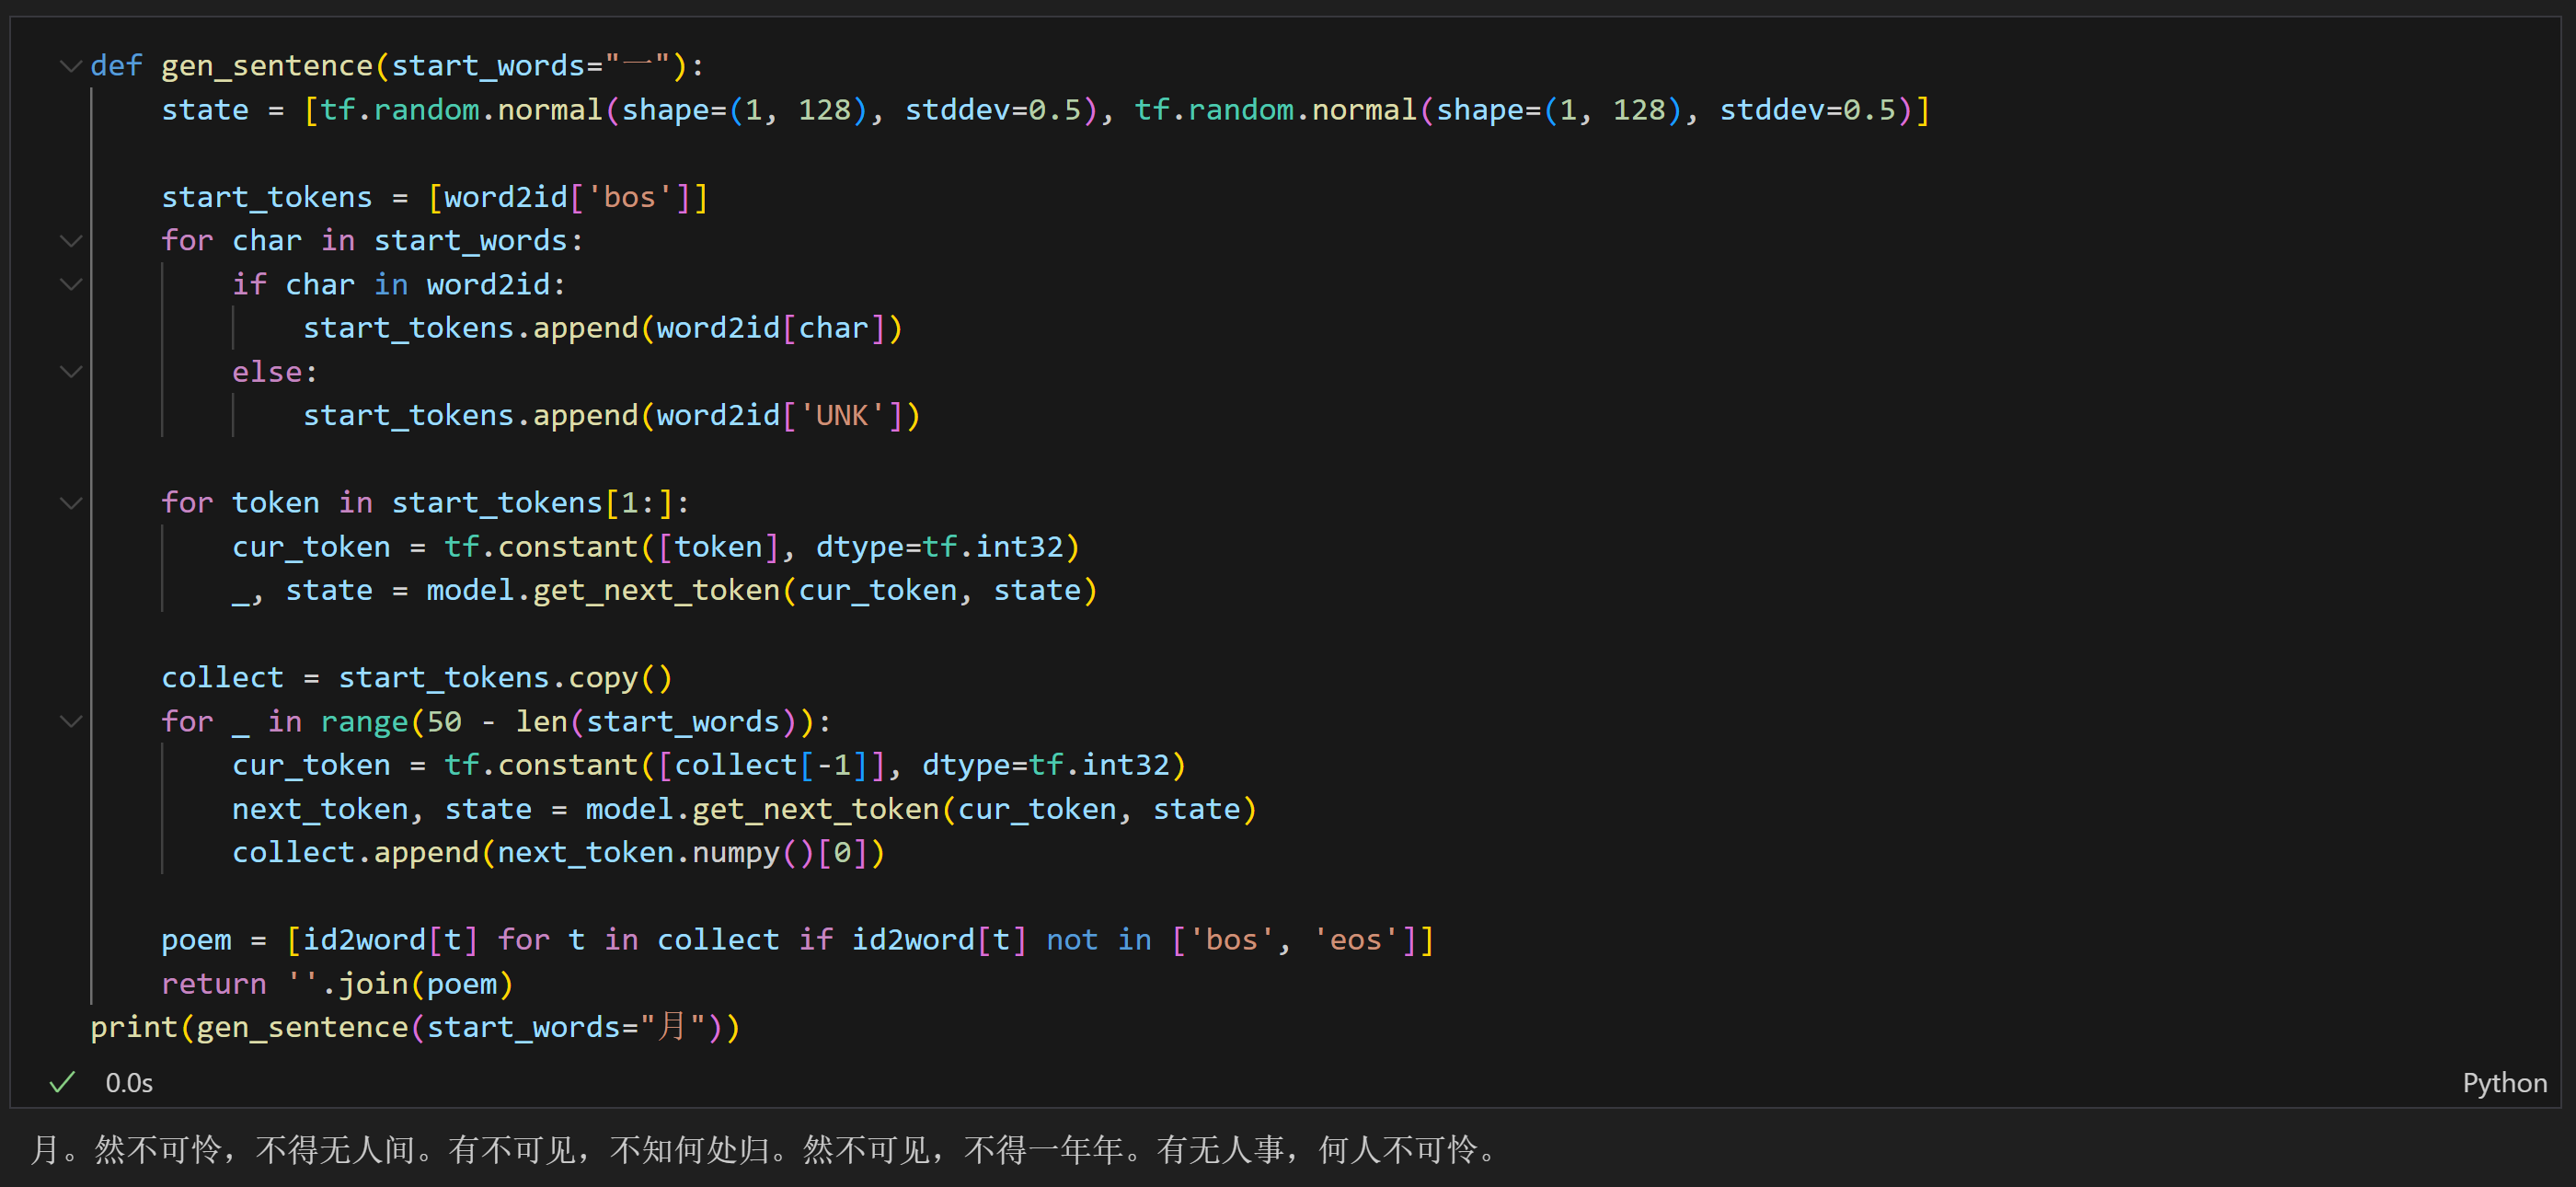 def gen_sentence(start_words="一"):
    state = [tf.random.normal(shape=(1, 128), stddev=0.5), tf.random.normal(shape=(1, 128), stddev=0.5)]
    start_tokens = [word2id['bos']]
    for char in start_words:
        if char in word2id:
            start_tokens.append(word2id[char])
        else:
            start_tokens.append(word2id['UNK'])
    for token in start_tokens[1:]:
        cur_token = tf.constant([token], dtype=tf.int32)
        _, state = model.get_next_token(cur_token, state)
    collect = start_tokens.copy()
    for _ in range(50 - len(start_words)):
        cur_token = tf.constant([collect[-1]], dtype=tf.int32)
        next_token, state = model.get_next_token(cur_token, state)
        collect.append(next_token.numpy()[0])
    poem = [id2word[t] for t in collect if id2word[t] not in ['bos', 'eos']]
    return ''.join(poem)
print(gen_sentence(start_words="月"))
0.0s
Python
月。然不可怜，不得无人间。有不可见，不知何处归。然不可见，不得一年年。有无人事，何人不可怜。